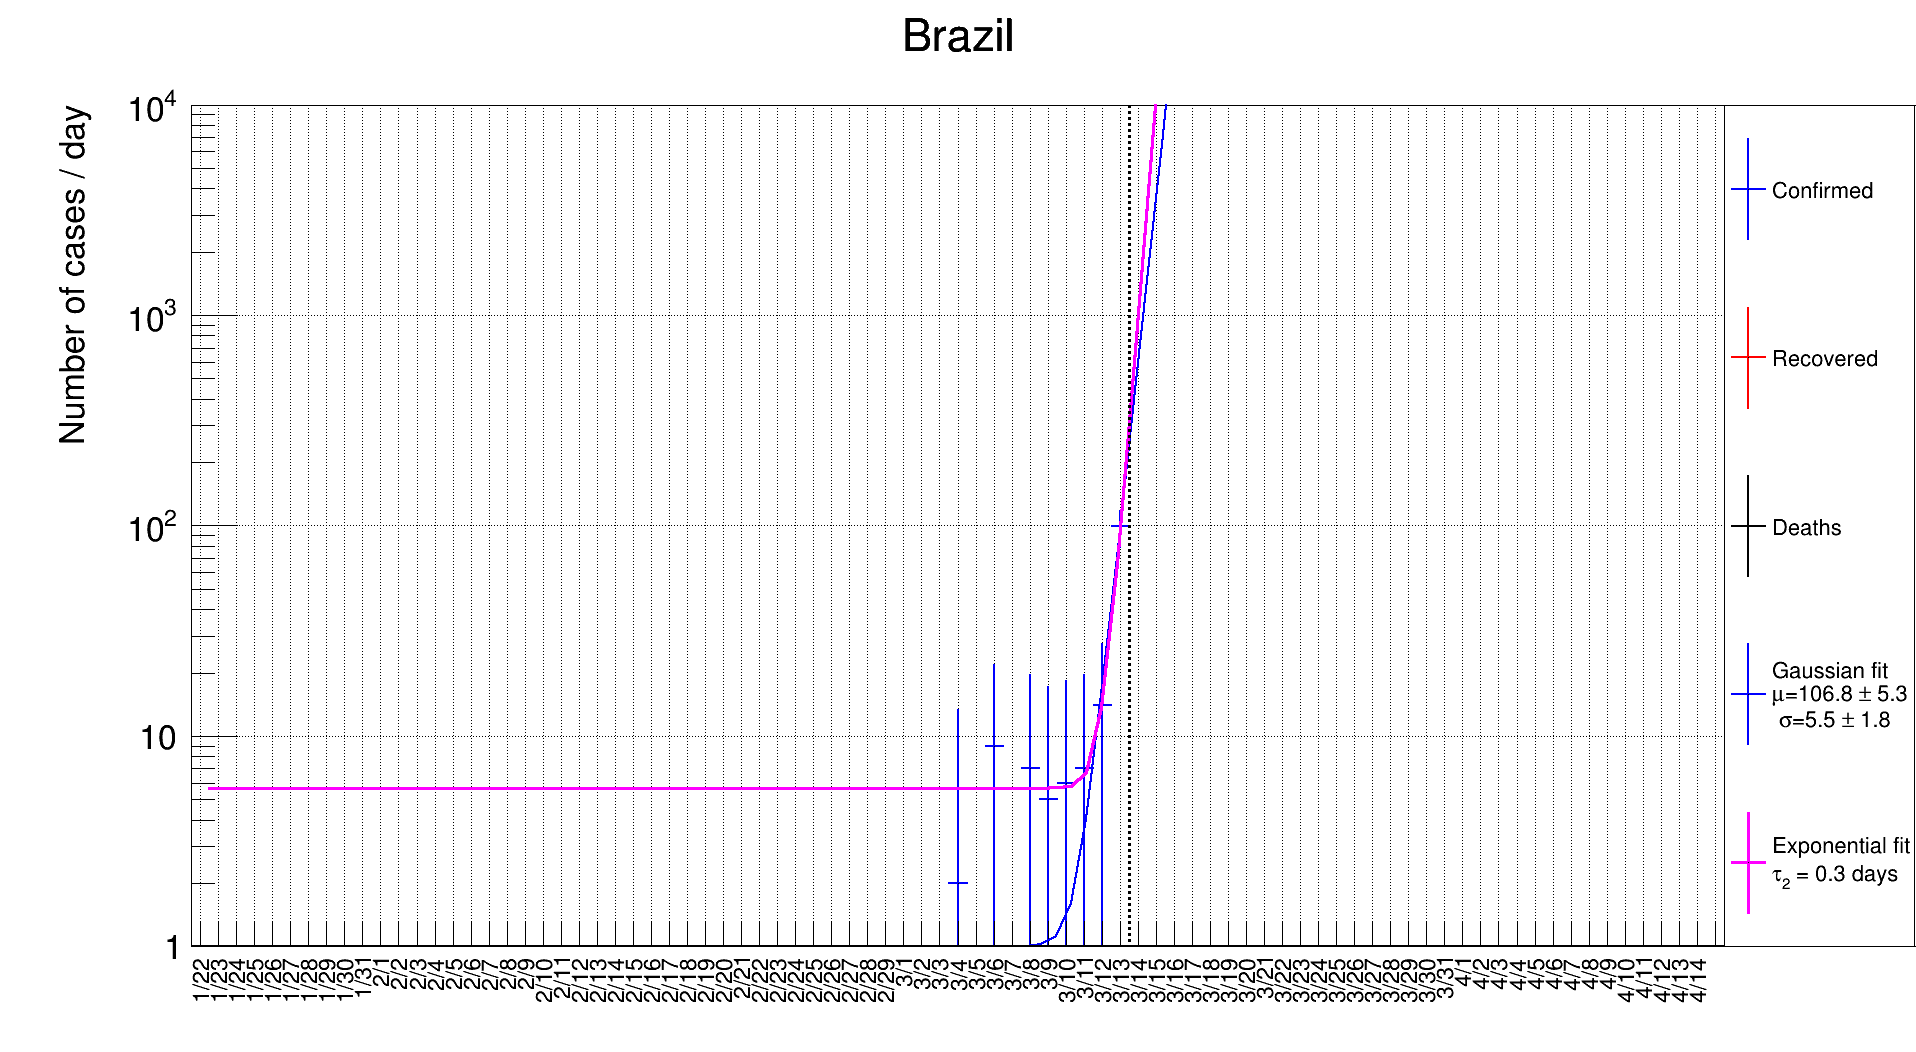 Brazil
Number of cases / day
10^4
10^3
10^2
10
1
1/22 1/23 1/24 1/25 1/26 1/27 1/28 1/29 1/30 1/31 2/1 2/2 2/3 2/4 2/5 2/6 2/7 2/8 2/9 2/10 2/11 2/12 2/13 2/14 2/15 2/16 2/17 2/18 2/19 2/20 2/21 2/22 2/23 2/24 2/25 2/26 2/27 2/28 2/29 3/1 3/2 3/3 3/4 3/5 3/6 3/7 3/8 3/9 3/10 3/11 3/12 3/13 3/14 3/15 3/16 3/17 3/18 3/19 3/20 3/21 3/22 3/23 3/24 3/25 3/26 3/27 3/28 3/29 3/30 3/31 4/1 4/2 4/3 4/4 4/5 4/6 4/7 4/8 4/9 4/10 4/11 4/12 4/13 4/14
Confirmed
Recovered
Deaths
Gaussian fit
μ=106.8 ± 5.3
σ=5.5 ± 1.8
Exponential fit
τ₂ = 0.3 days